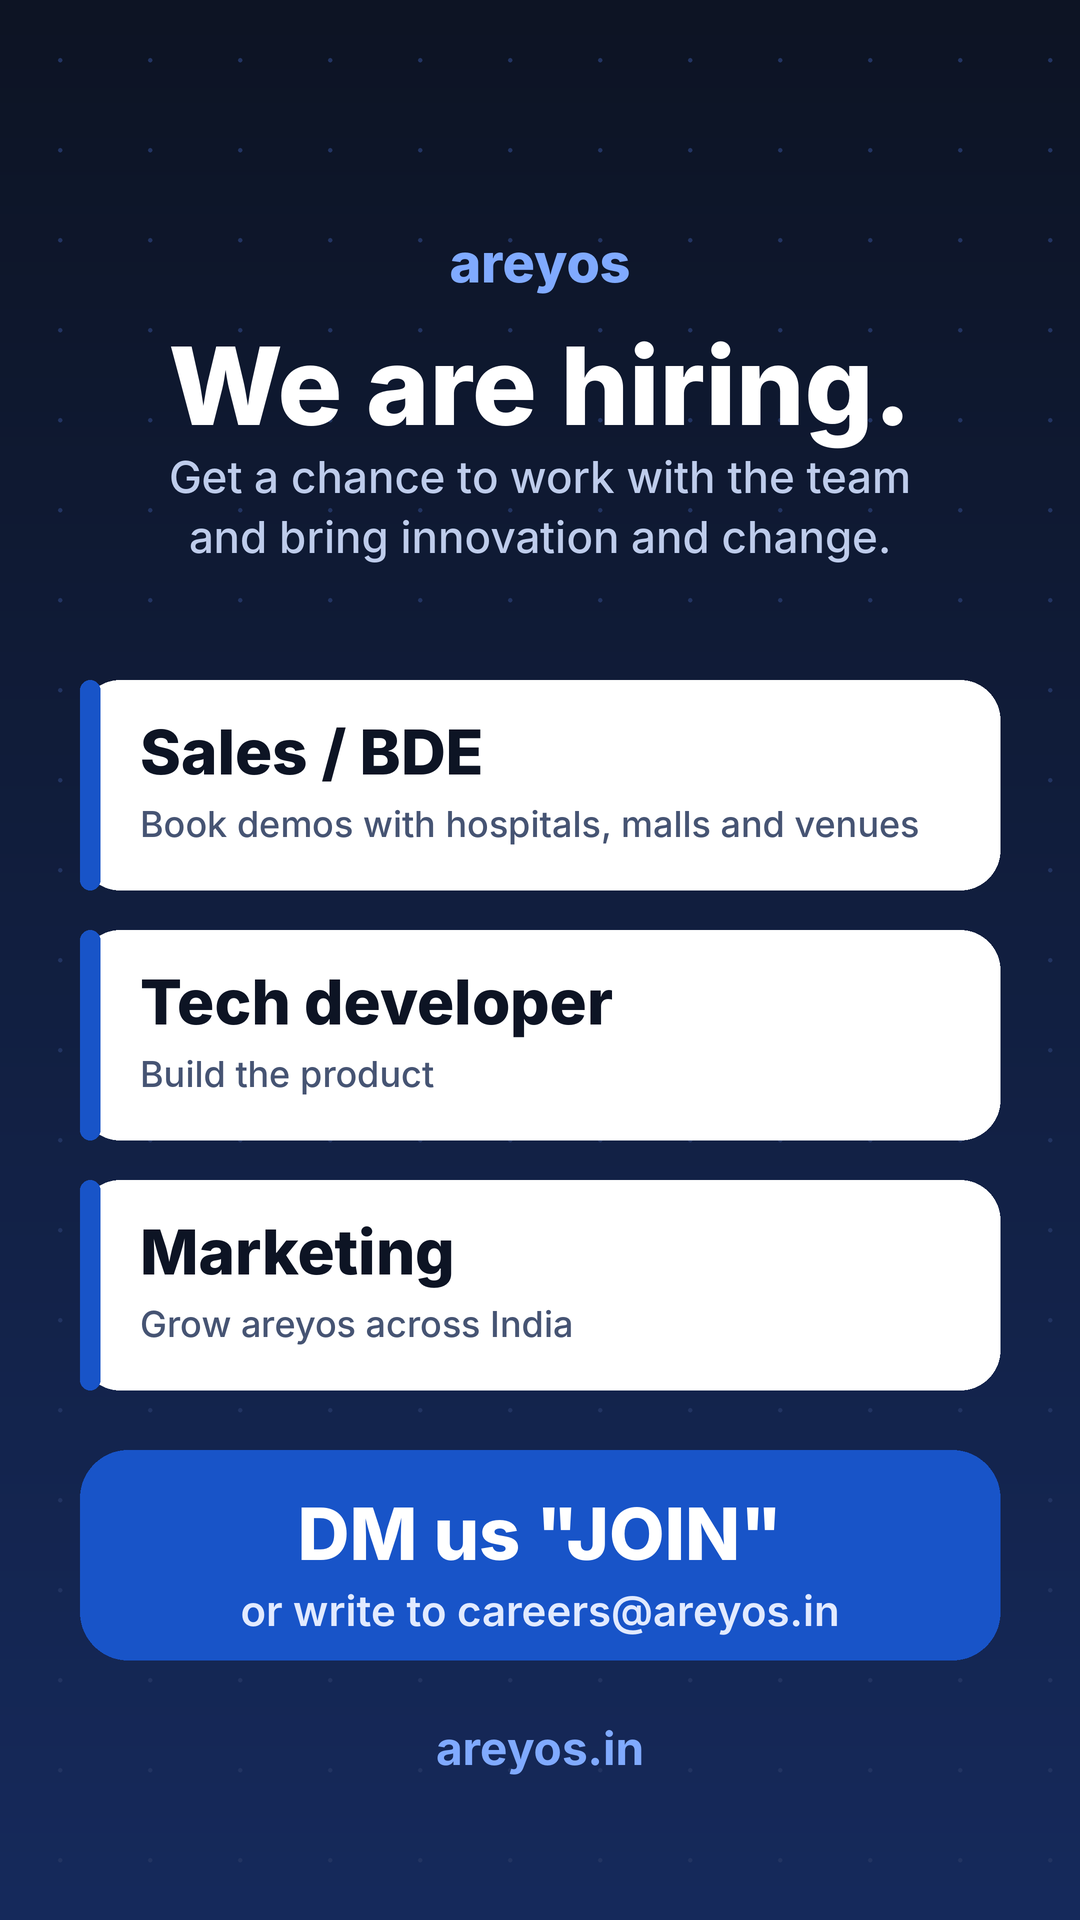 areyos
We are hiring.
Get a chance to work with the team
and bring innovation and change.
Sales / BDE
Book demos with hospitals, malls and venues
Tech developer
Build the product
Marketing
Grow areyos across India
DM us "JOIN"
or write to careers@areyos.in
areyos.in